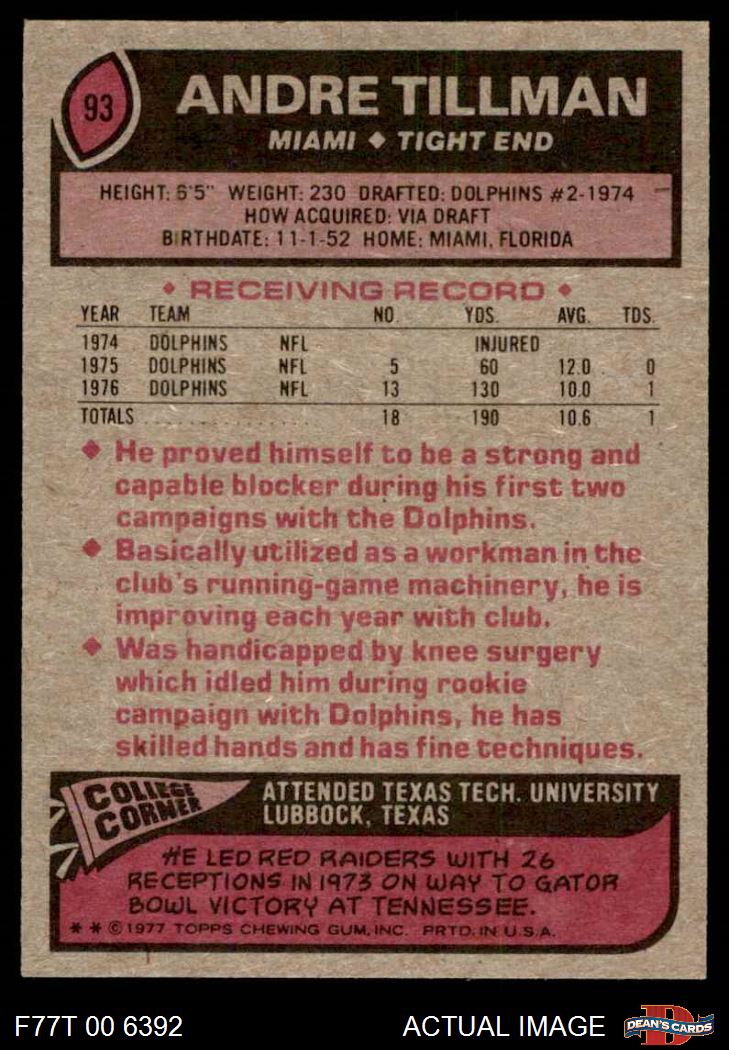 93
ANDRE TILLMAN
MIAMI ◆ TIGHT END
HEIGHT: 6'5" WEIGHT: 230 DRAFTED: DOLPHINS #2-1974
HOW ACQUIRED: VIA DRAFT
BIRTHDATE: 11-1-52 HOME: MIAMI, FLORIDA
◆ RECEIVING RECORD ◆
YEAR TEAM NO. YDS. AVG. TDS.
1974 DOLPHINS NFL INJURED
1975 DOLPHINS NFL 5 60 12.0 0
1976 DOLPHINS NFL 13 130 10.0 1
TOTALS 18 190 10.6 1
◆ He proved himself to be a strong and
capable blocker during his first two
campaigns with the Dolphins.
◆ Basically utilized as a workman in the
club's running-game machinery, he is
improving each year with club.
◆ Was handicapped by knee surgery
which idled him during rookie
campaign with Dolphins, he has
skilled hands and has fine techniques.
COLLEGE
CORNER
ATTENDED TEXAS TECH. UNIVERSITY
LUBBOCK, TEXAS
HE LED RED RAIDERS WITH 26
RECEPTIONS IN 1973 ON WAY TO GATOR
BOWL VICTORY AT TENNESSEE.
* * © 1977 TOPPS CHEWING GUM, INC. PRTD. IN U.S.A.
F77T 00 6392
ACTUAL IMAGE
DEAN'S CARDS